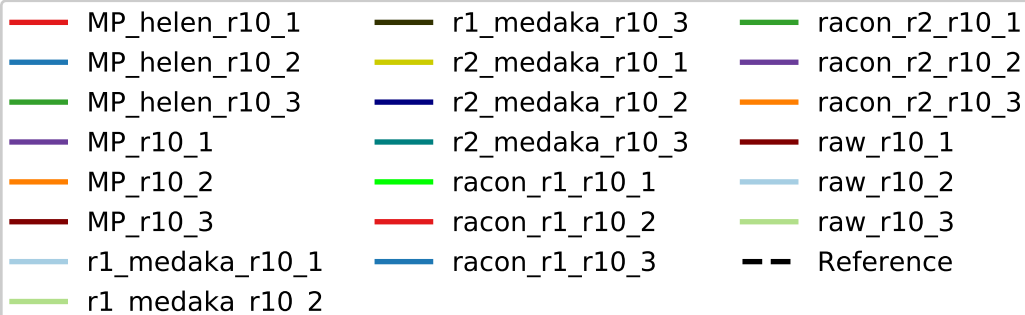 MP_helen_r10_1
MP_helen_r10_2
MP_helen_r10_3
MP_r10_1
MP_r10_2
MP_r10_3
r1_medaka_r10_1
r1_medaka_r10_2
r1_medaka_r10_3
r2_medaka_r10_1
r2_medaka_r10_2
r2_medaka_r10_3
racon_r1_r10_1
racon_r1_r10_2
racon_r1_r10_3
racon_r2_r10_1
racon_r2_r10_2
racon_r2_r10_3
raw_r10_1
raw_r10_2
raw_r10_3
Reference